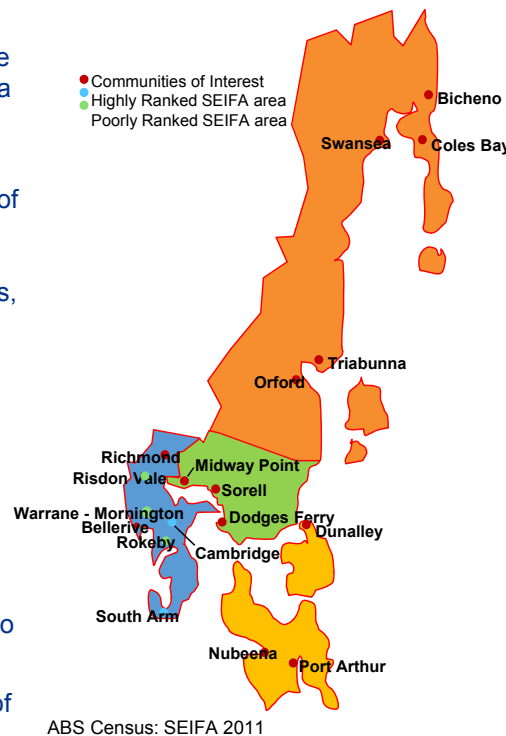 e
a
of
s,
o
of
Communities of Interest
Highly Ranked SEIFA area
Poorly Ranked SEIFA area
Bicheno
Swansea
Coles Bay
Triabunna
Orford
Richmond
Midway Point
Risdon Vale
Sorell
Warrane - Mornington
Dodges Ferry
Bellerive
Dunalley
Rokeby
Cambridge
South Arm
Nubeena
Port Arthur
ABS Census: SEIFA 2011